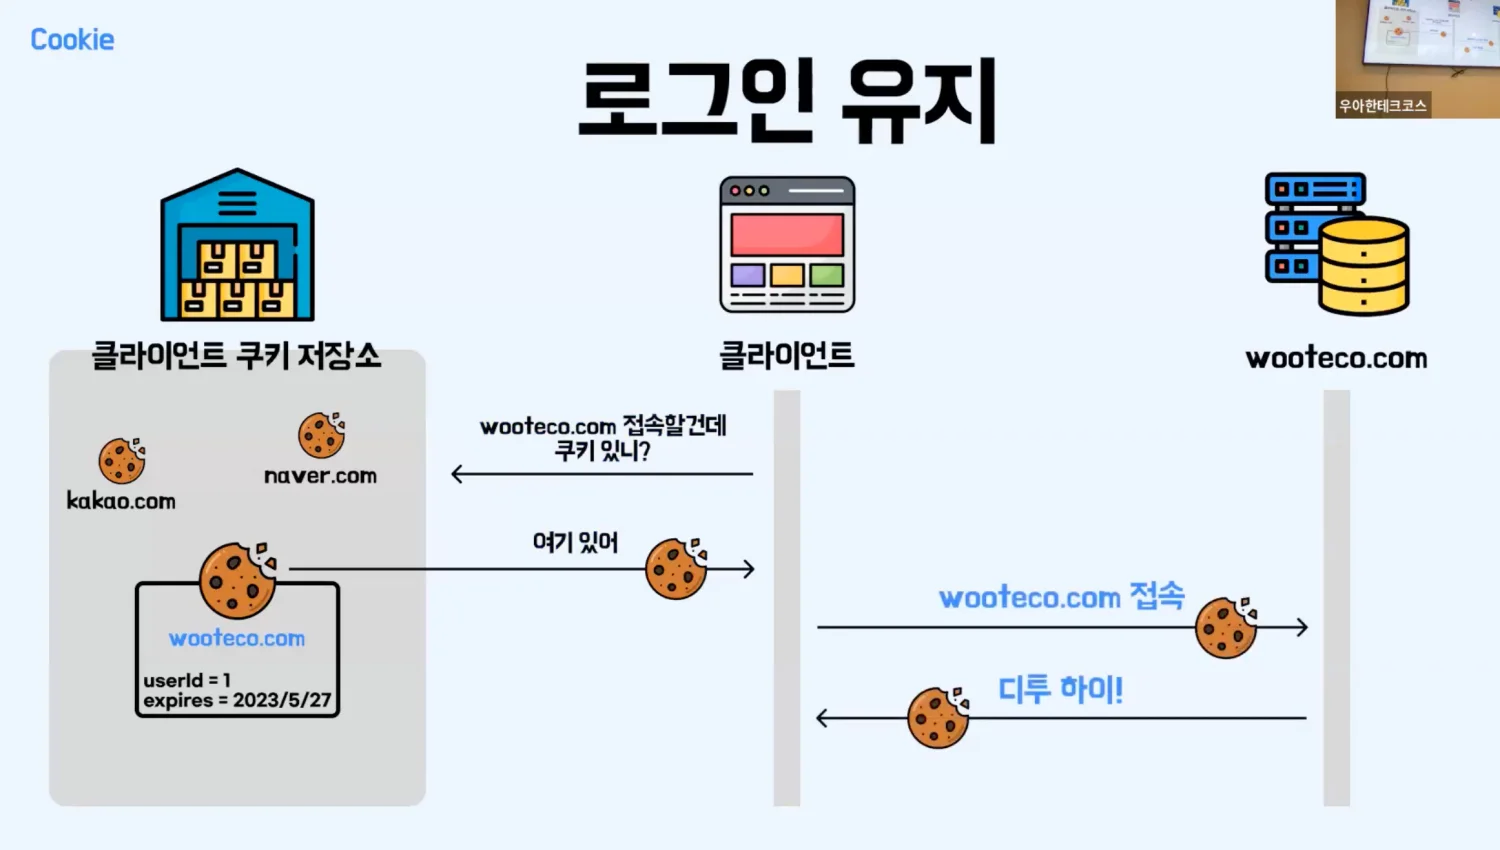 Cookie
로그인 유지
우아한테크코스
클라이언트 쿠키 저장소
클라이언트
wooteco.com
kakao.com
naver.com
wooteco.com
userId = 1
expires = 2023/5/27
wooteco.com 접속할건데
쿠키 있니?
여기 있어
wooteco.com 접속
디투 하이!